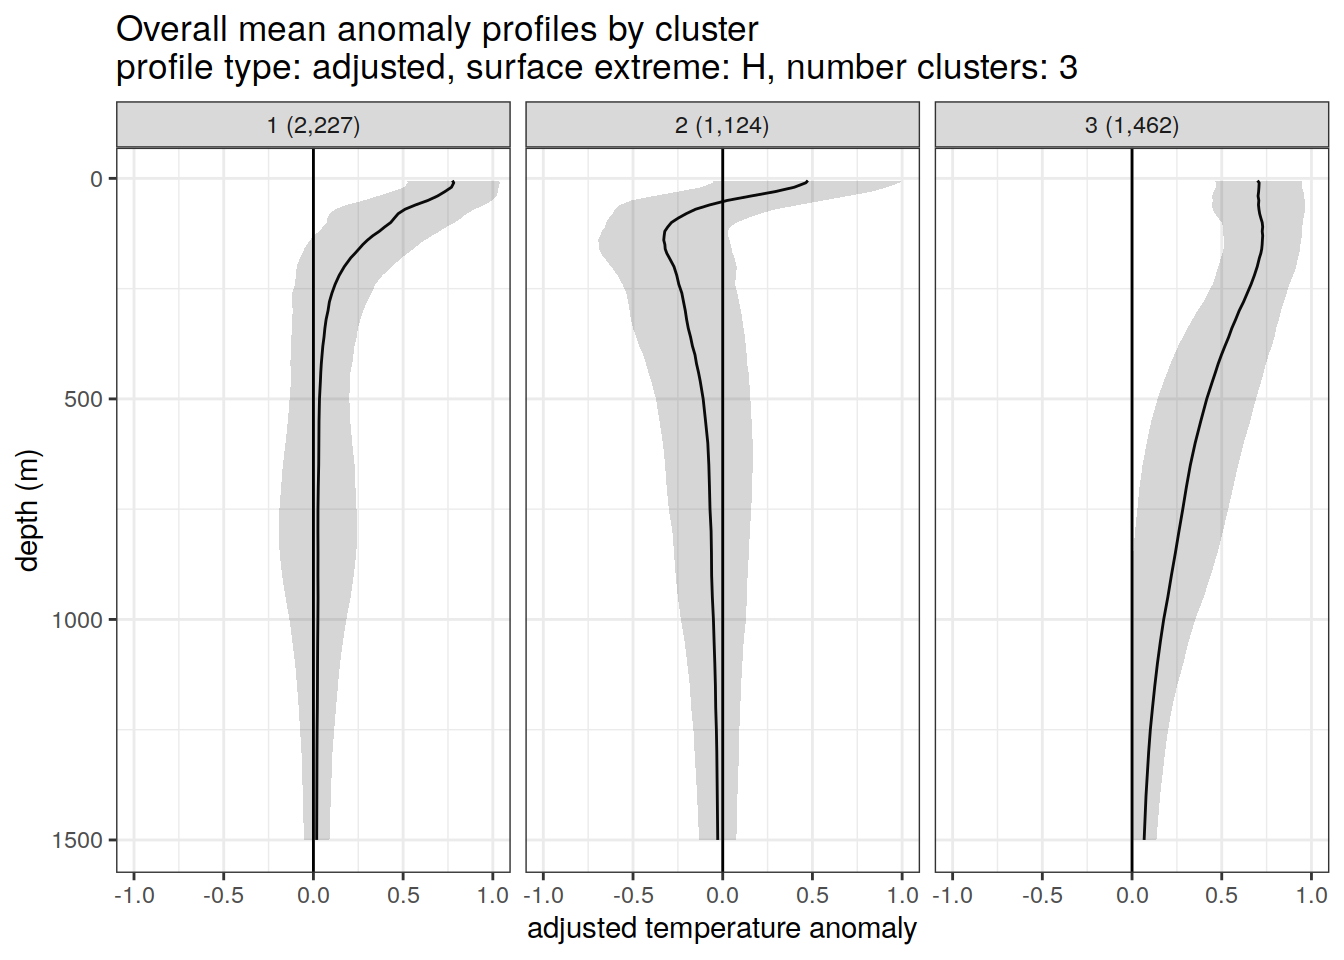 Overall mean anomaly profiles by cluster
profile type: adjusted, surface extreme: H, number clusters: 3
1 (2,227)
2 (1,124)
3 (1,462)
0
500
1000
1500
depth (m)
-1.0 -0.5 0.0 0.5 1.0
-1.0 -0.5 0.0 0.5 1.0
-1.0 -0.5 0.0 0.5 1.0
adjusted temperature anomaly